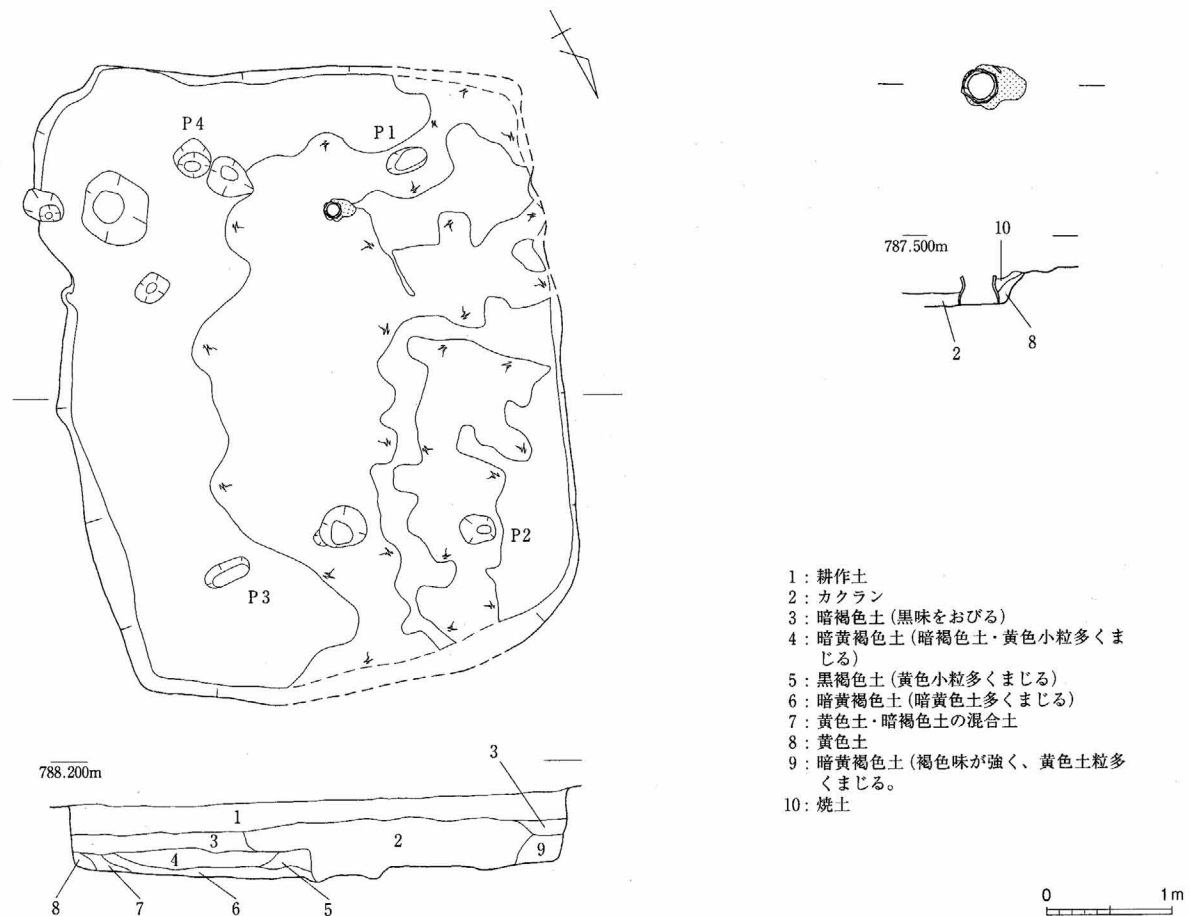 P4
P1
P2
P3
10
787.500m
2
8
1：耕作土
2：カクラン
3：暗褐色土（黒味をおびる）
4：暗黄褐色土（暗褐色土・黄色小粒多くま
じる）
5：黒褐色土（黄色小粒多くまじる）
6：暗黄褐色土（暗黄色土多くまじる）
7：黄色土・暗褐色土の混合土
8：黄色土
9：暗黄褐色土（褐色味が強く、黄色土粒多
くまじる。
10：焼土
788.200m
3
1
3
2
4
9
8
7
6
5
0 1m